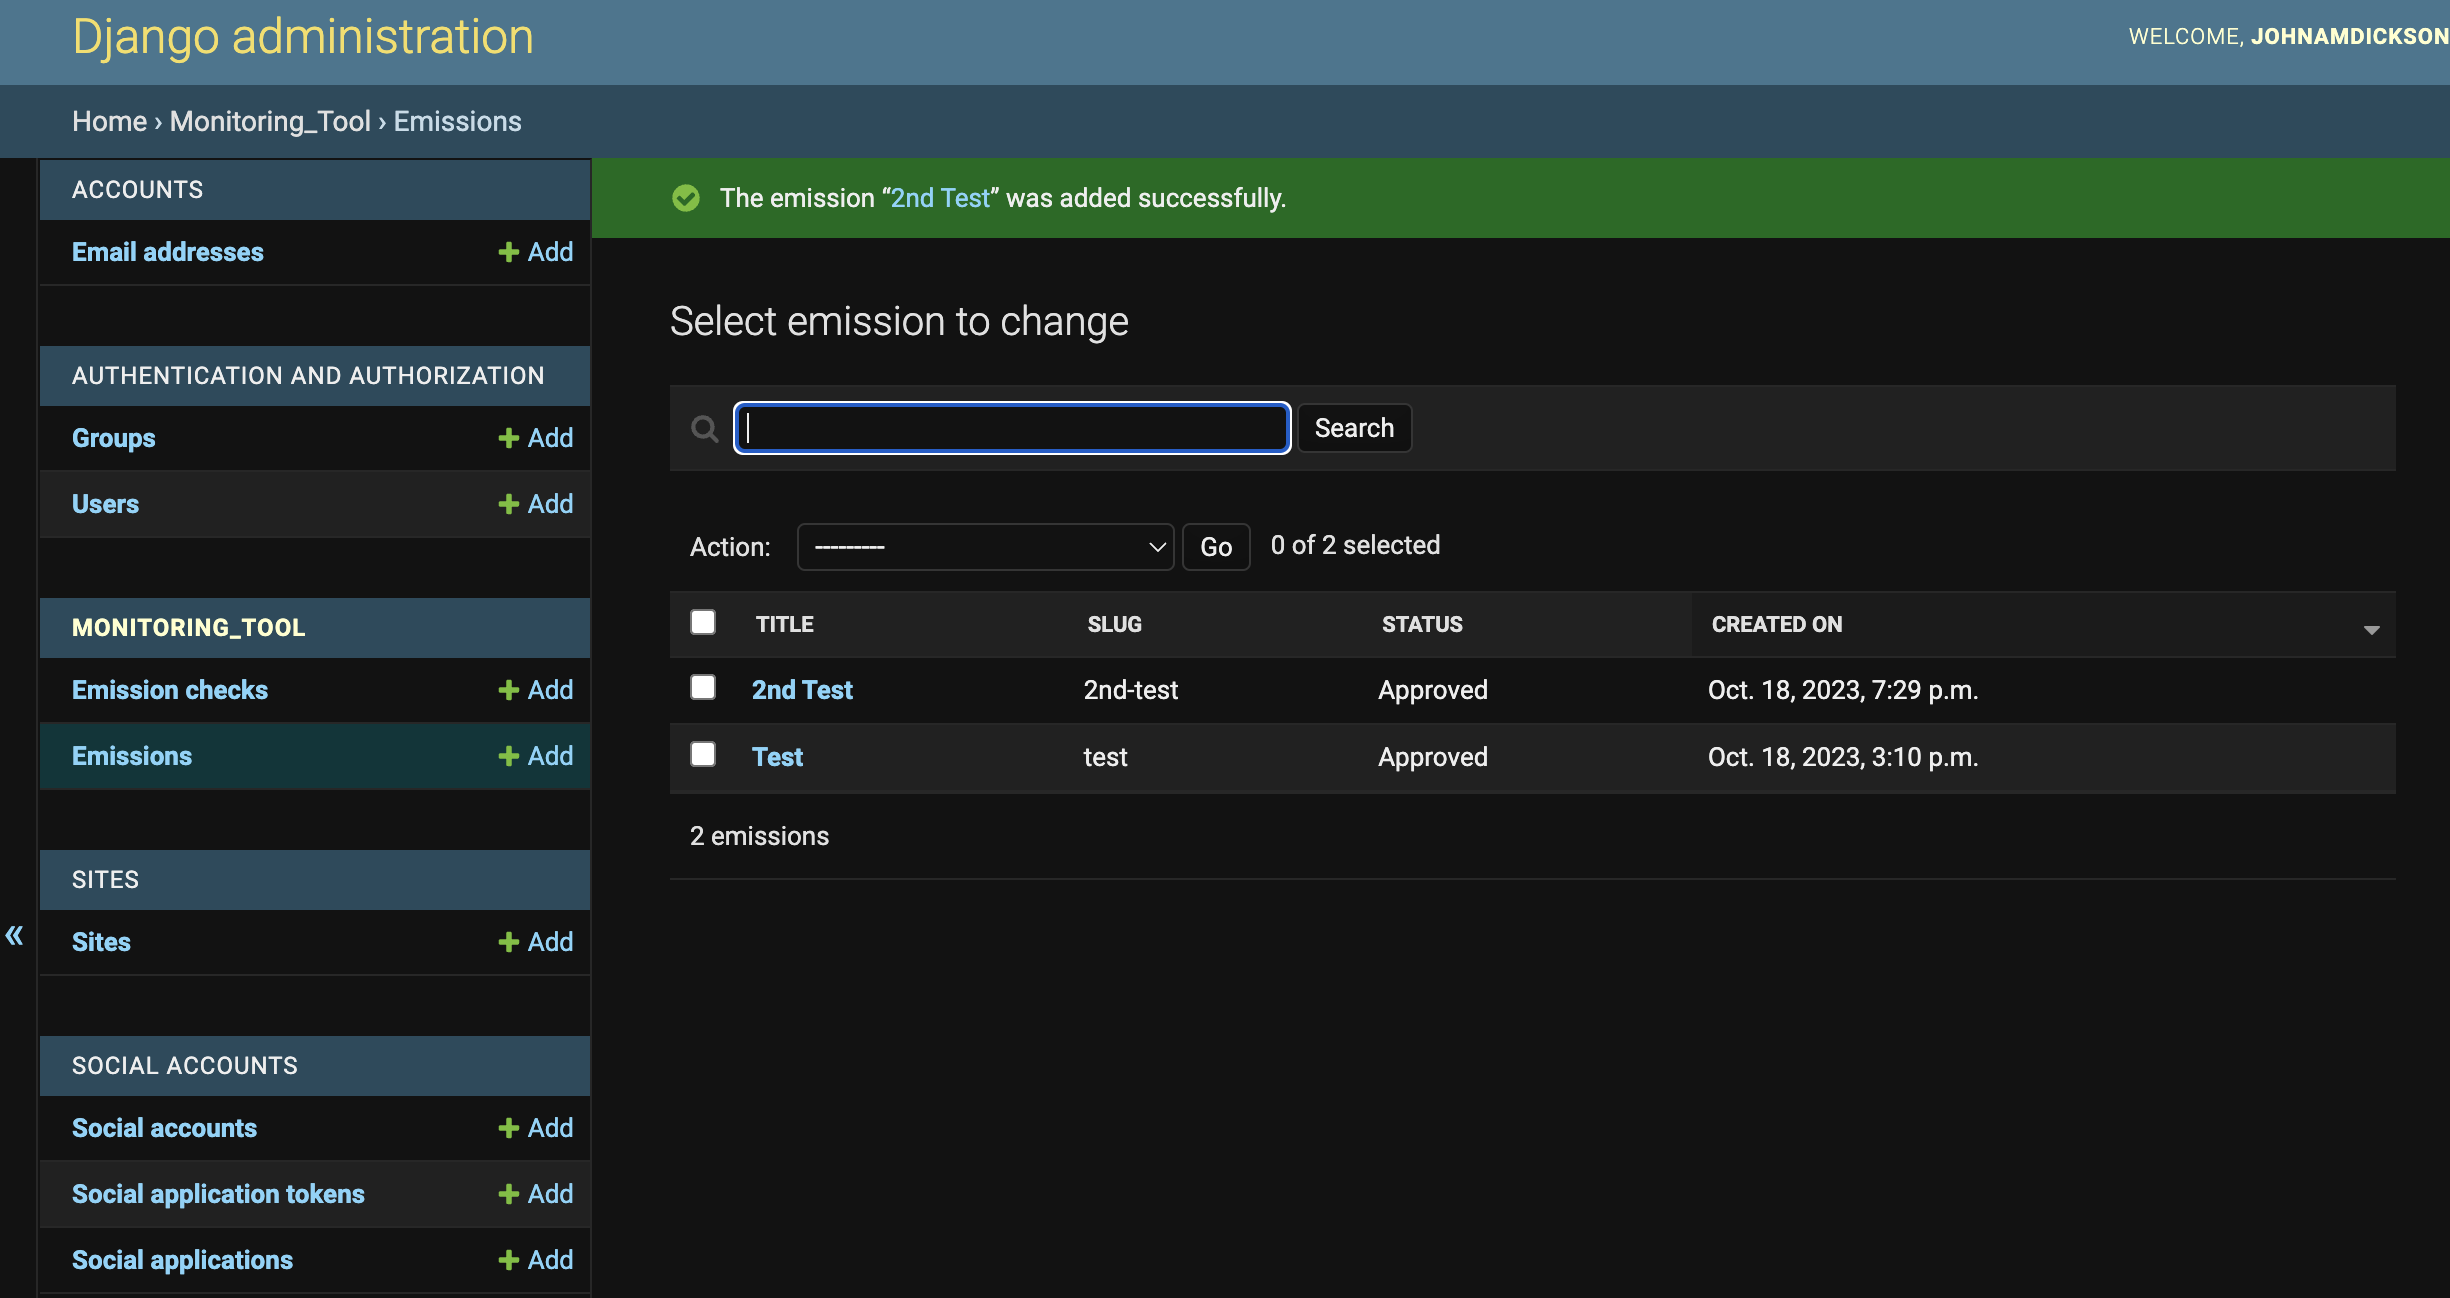 Django administration
WELCOME, JOHNAMDICKSON
Home › Monitoring_Tool › Emissions
ACCOUNTS
Email addresses + Add
AUTHENTICATION AND AUTHORIZATION
Groups + Add
Users + Add
MONITORING_TOOL
Emission checks + Add
Emissions + Add
SITES
Sites + Add
SOCIAL ACCOUNTS
Social accounts + Add
Social application tokens + Add
Social applications + Add
«
The emission “2nd Test” was added successfully.
Select emission to change
Search
Action: --------- Go 0 of 2 selected
TITLE SLUG STATUS CREATED ON
2nd Test 2nd-test Approved Oct. 18, 2023, 7:29 p.m.
Test test Approved Oct. 18, 2023, 3:10 p.m.
2 emissions